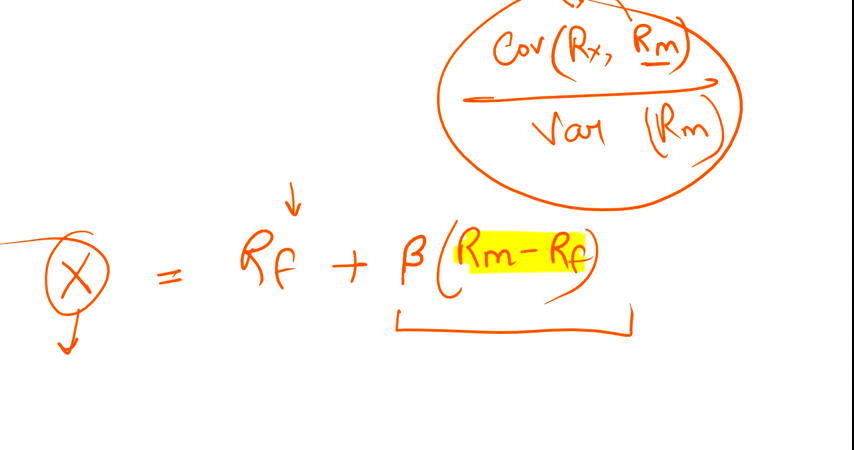 Cov (Rx, Rm)
Var (Rm)
X = Rf + β (Rm - Rf)